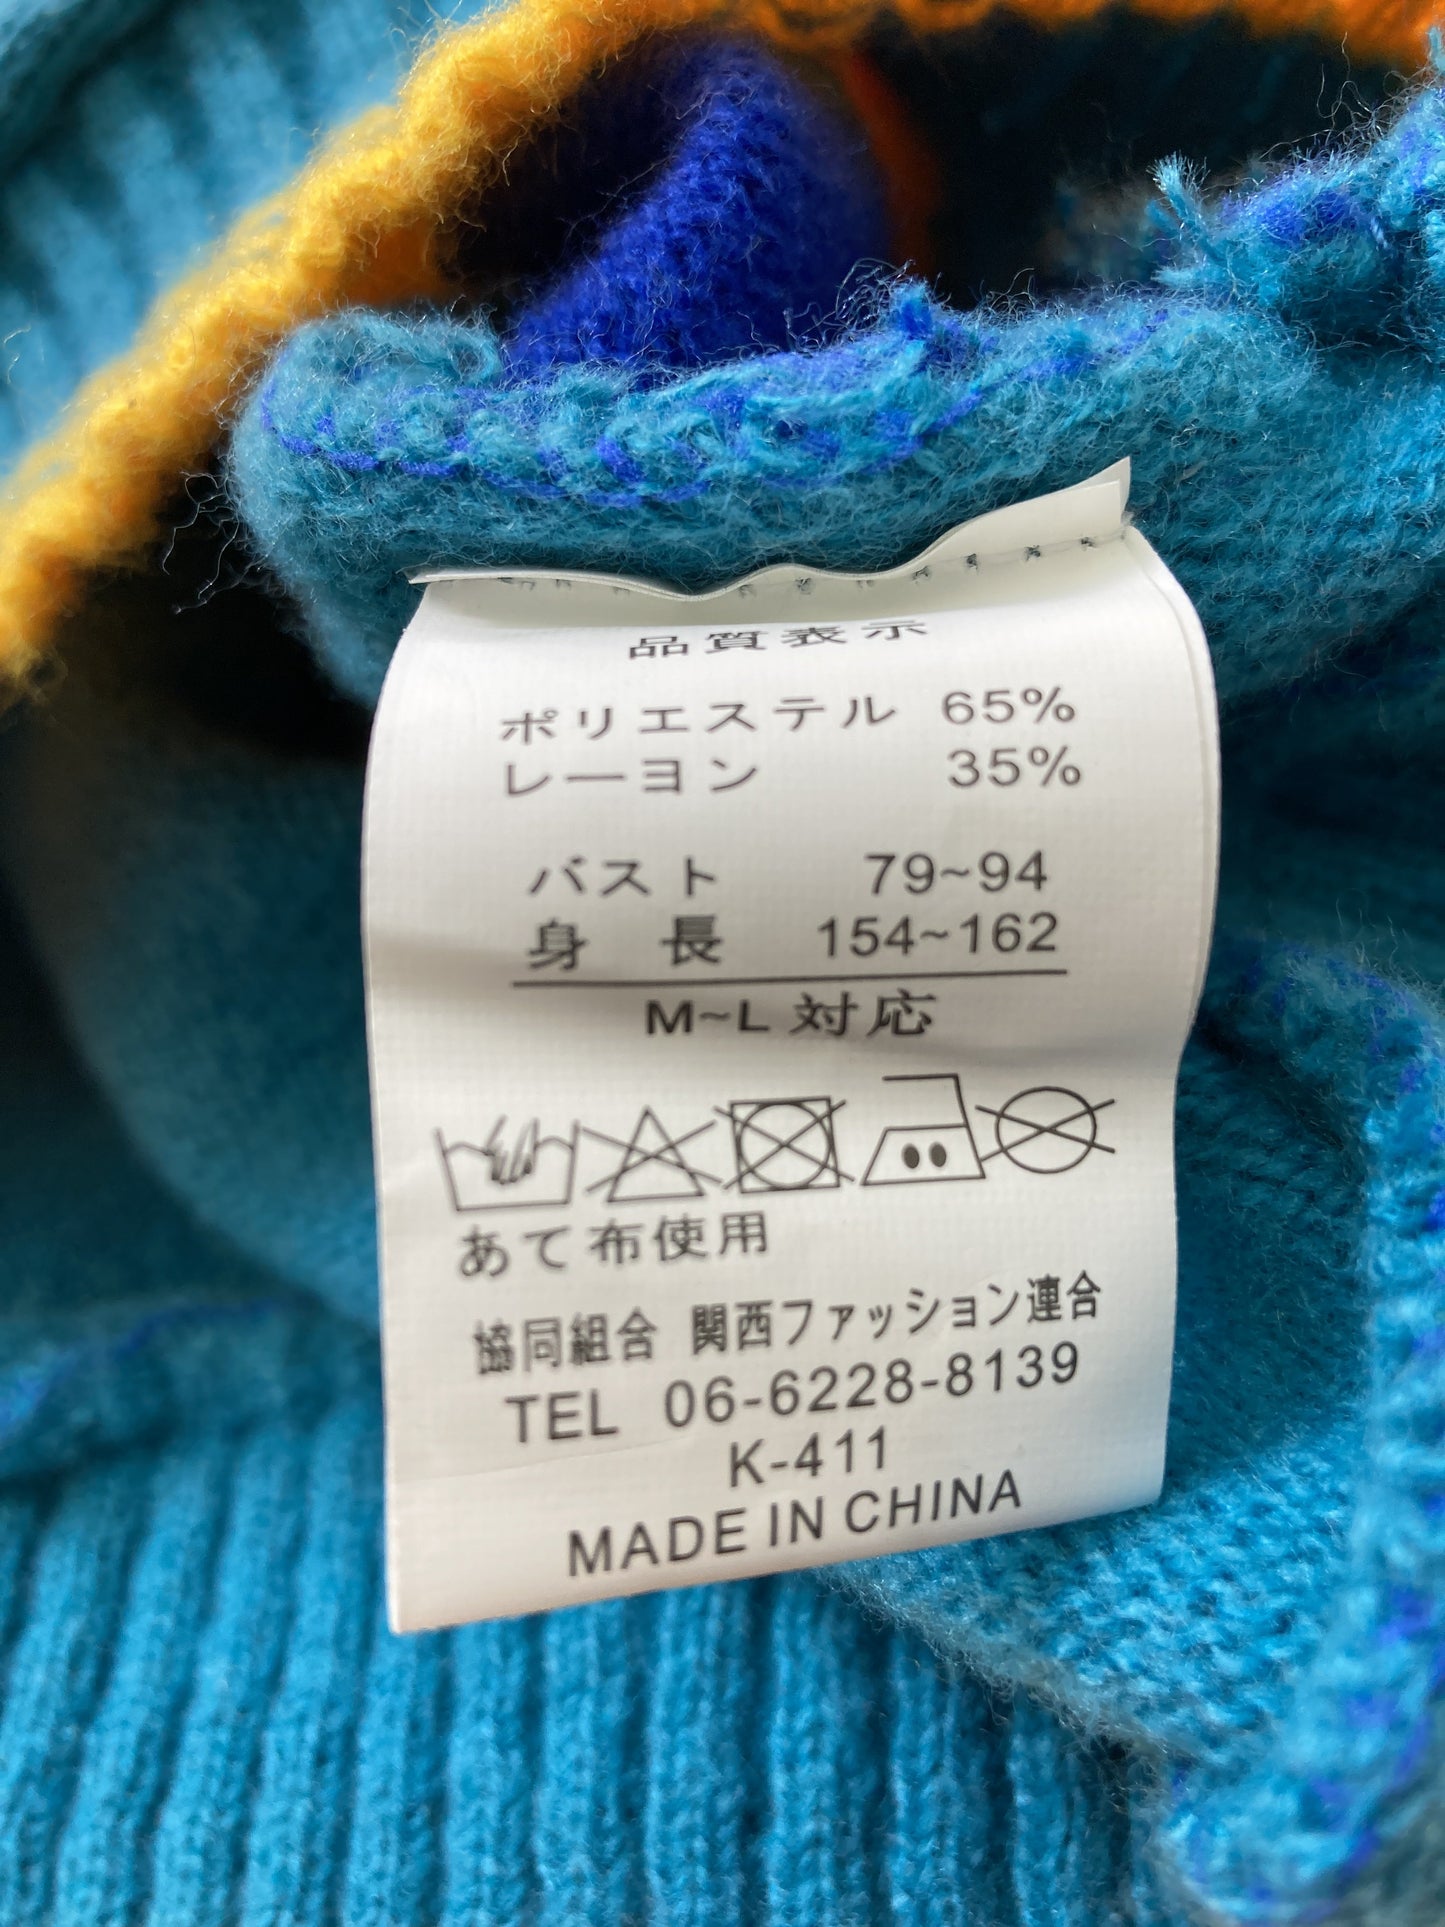 品質表示
ポリエステル 65%
レーヨン 35%
バスト 79~94
身長 154~162
M~L対応
あて布使用
協同組合 関西ファッション連合
TEL 06-6228-8139
K-411
MADE IN CHINA